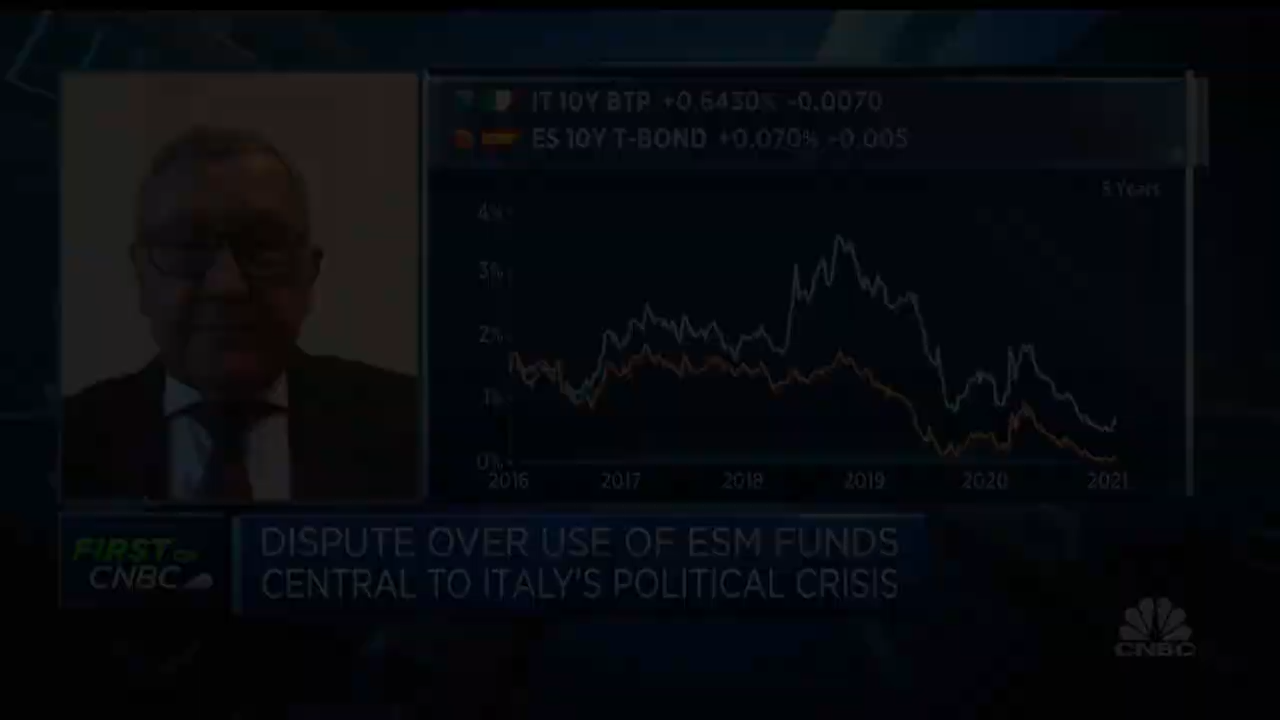 IT 10Y BTP +0.6430% -0.0070
ES 10Y T-BOND +0.070% -0.005
5 Years
4%
3%
2%
1%
0%
2016 2017 2018 2019 2020 2021
FIRST ON
CNBC
DISPUTE OVER USE OF ESM FUNDS
CENTRAL TO ITALY'S POLITICAL CRISIS
CNBC